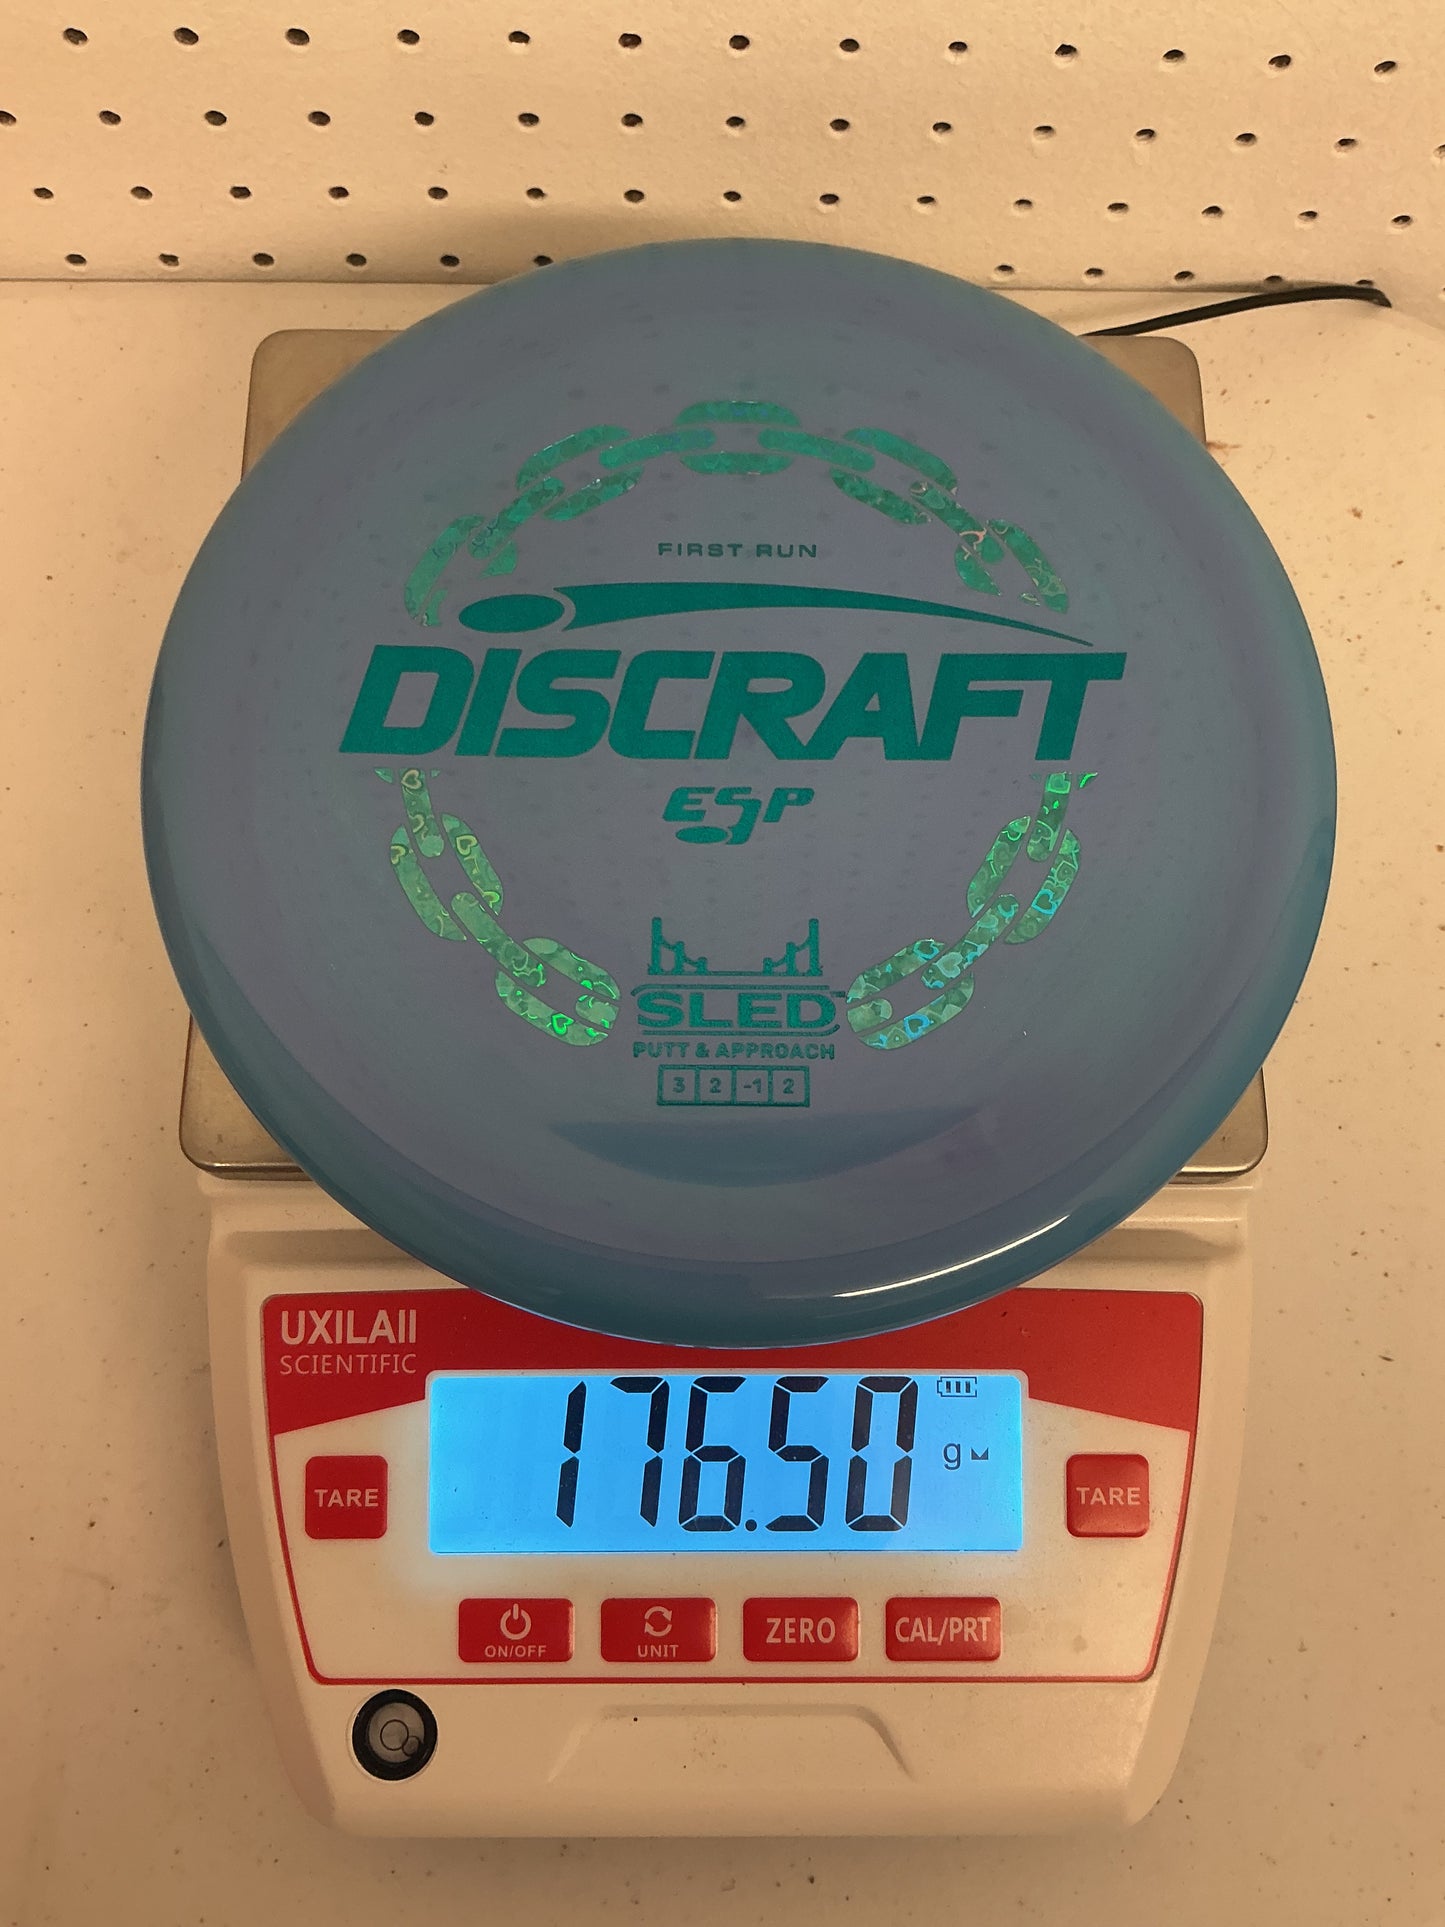 FIRST RUN
DISCRAFT
ESP
SLED™
PUTT & APPROACH
3 2 -1 2
UXILAII
SCIENTIFIC
176.50 g
TARE
TARE
ON/OFF
UNIT
ZERO
CAL/PRT